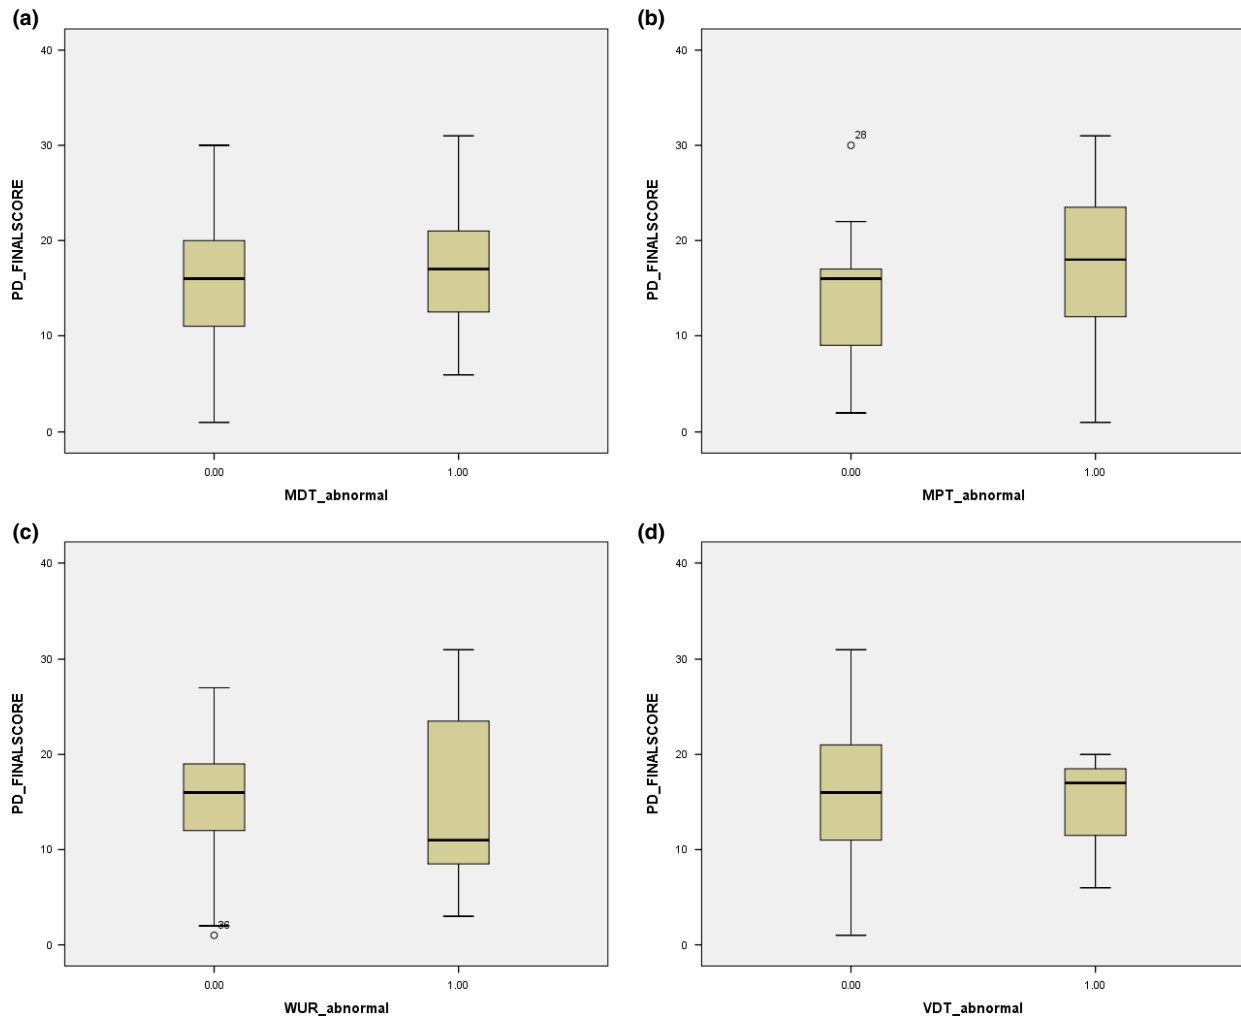 (a)
40
30
20
10
0
PD_FINALSCORE
0.00 1.00
MDT_abnormal
(b)
40
30
20
10
0
PD_FINALSCORE
28
0.00 1.00
MPT_abnormal
(c)
40
30
20
10
0
PD_FINALSCORE
36
0.00 1.00
WUR_abnormal
(d)
40
30
20
10
0
PD_FINALSCORE
0.00 1.00
VDT_abnormal